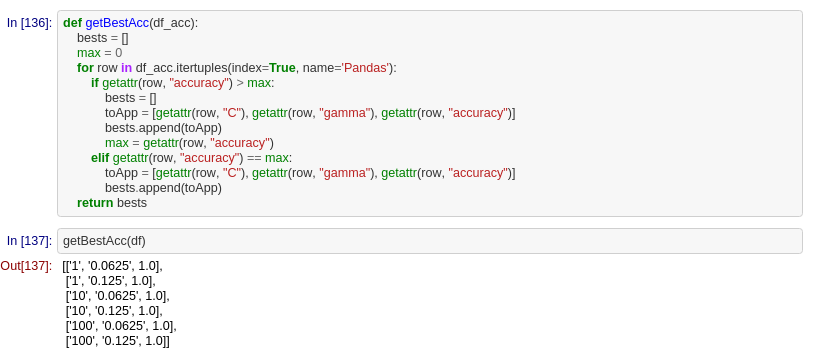 In [136]: def getBestAcc(df_acc):
    bests = []
    max = 0
    for row in df_acc.itertuples(index=True, name='Pandas'):
        if getattr(row, "accuracy") > max:
            bests = []
            toApp = [getattr(row, "C"), getattr(row, "gamma"), getattr(row, "accuracy")]
            bests.append(toApp)
            max = getattr(row, "accuracy")
        elif getattr(row, "accuracy") == max:
            toApp = [getattr(row, "C"), getattr(row, "gamma"), getattr(row, "accuracy")]
            bests.append(toApp)
    return bests
In [137]: getBestAcc(df)
Out[137]: [['1', '0.0625', 1.0],
 ['1', '0.125', 1.0],
 ['10', '0.0625', 1.0],
 ['10', '0.125', 1.0],
 ['100', '0.0625', 1.0],
 ['100', '0.125', 1.0]]